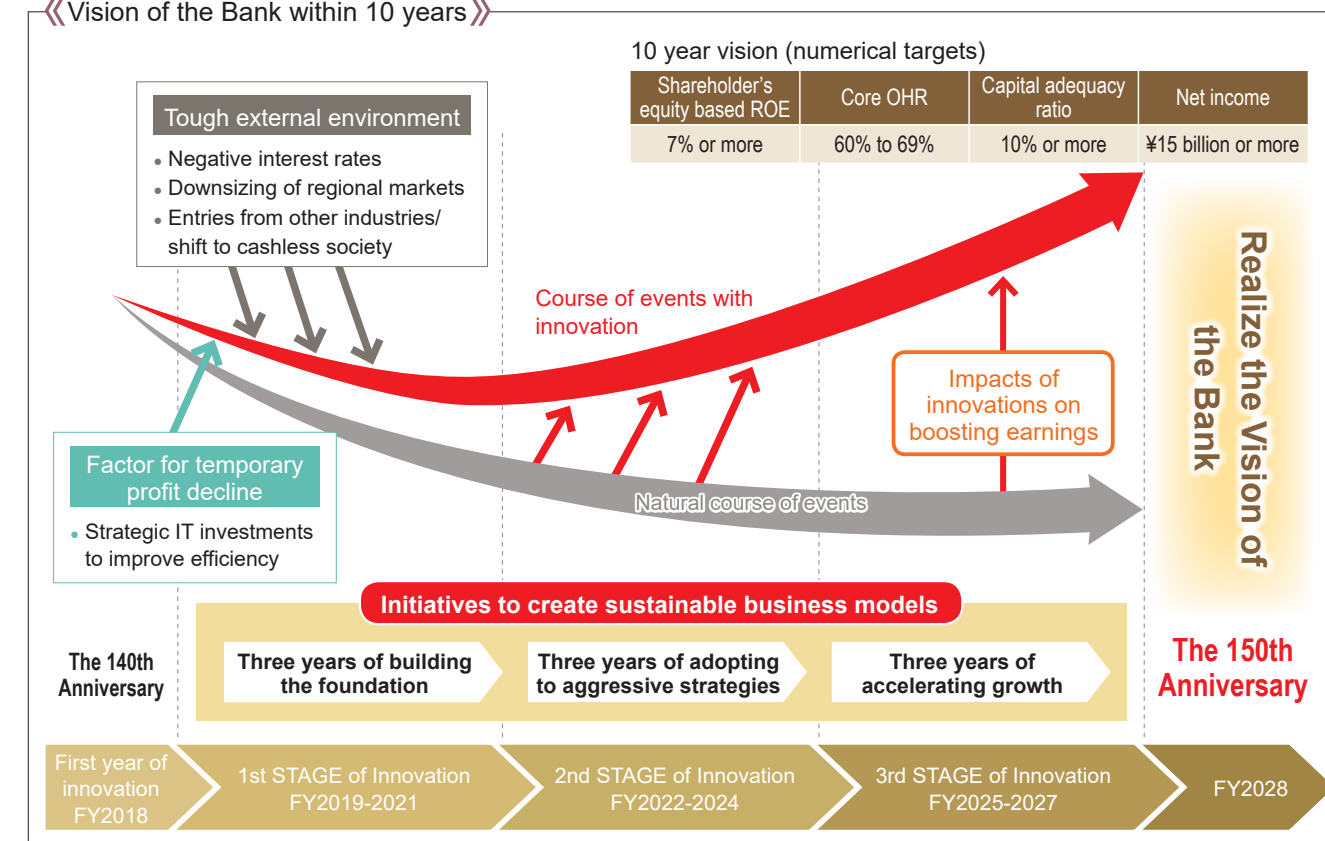 《Vision of the Bank within 10 years》
10 year vision (numerical targets)
Shareholder's
equity based ROE
Core OHR
Capital adequacy
ratio
Net income
7% or more
60% to 69%
10% or more
¥15 billion or more
Tough external environment
• Negative interest rates
• Downsizing of regional markets
• Entries from other industries/
shift to cashless society
Course of events with
innovation
Impacts of
innovations on
boosting earnings
Natural course of events
Factor for temporary
profit decline
• Strategic IT investments
to improve efficiency
Realize the Vision of
the Bank
Initiatives to create sustainable business models
The 140th
Anniversary
Three years of building
the foundation
Three years of adopting
to aggressive strategies
Three years of
accelerating growth
The 150th
Anniversary
First year of
innovation
FY2018
1st STAGE of Innovation
FY2019-2021
2nd STAGE of Innovation
FY2022-2024
3rd STAGE of Innovation
FY2025-2027
FY2028